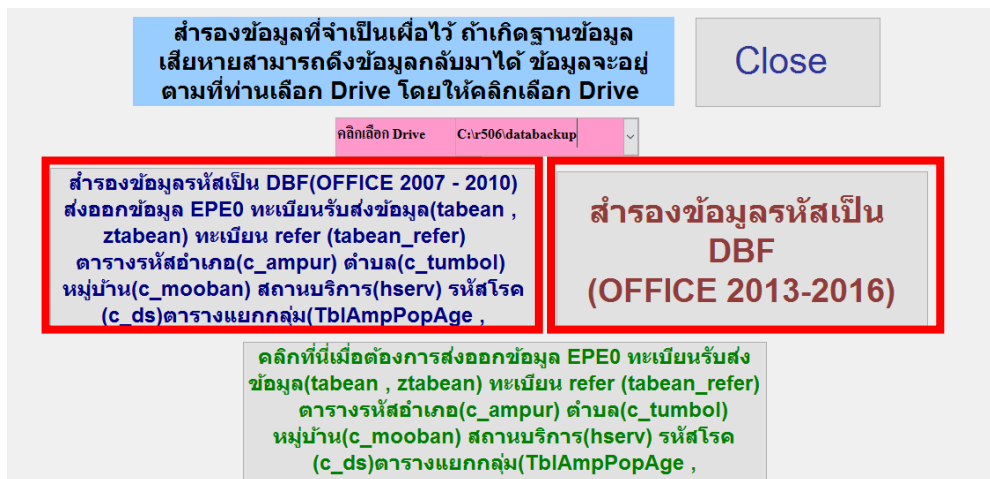 สำรองข้อมูลที่จำเป็นเผื่อไว้ ถ้าเกิดฐานข้อมูล
เสียหายสามารถดึงข้อมูลกลับมาได้ ข้อมูลจะอยู่
ตามที่ท่านเลือก Drive โดยให้คลิกเลือก Drive
Close
คลิกเลือก Drive C:\r506\databackup
สำรองข้อมูลรหัสเป็น DBF(OFFICE 2007 - 2010)
ส่งออกข้อมูล EPE0 ทะเบียนรับส่งข้อมูล(tabean ,
ztabean) ทะเบียน refer (tabean_refer)
ตารางรหัสอำเภอ(c_ampur) ตำบล(c_tumbol)
หมู่บ้าน(c_mooban) สถานบริการ(hserv) รหัสโรค
(c_ds)ตารางแยกกลุ่ม(TblAmpPopAge ,
สำรองข้อมูลรหัสเป็น
DBF
(OFFICE 2013-2016)
คลิกที่นี่เมื่อต้องการส่งออกข้อมูล EPE0 ทะเบียนรับส่ง
ข้อมูล(tabean , ztabean) ทะเบียน refer (tabean_refer)
ตารางรหัสอำเภอ(c_ampur) ตำบล(c_tumbol)
หมู่บ้าน(c_mooban) สถานบริการ(hserv) รหัสโรค
(c_ds)ตารางแยกกลุ่ม(TblAmpPopAge ,